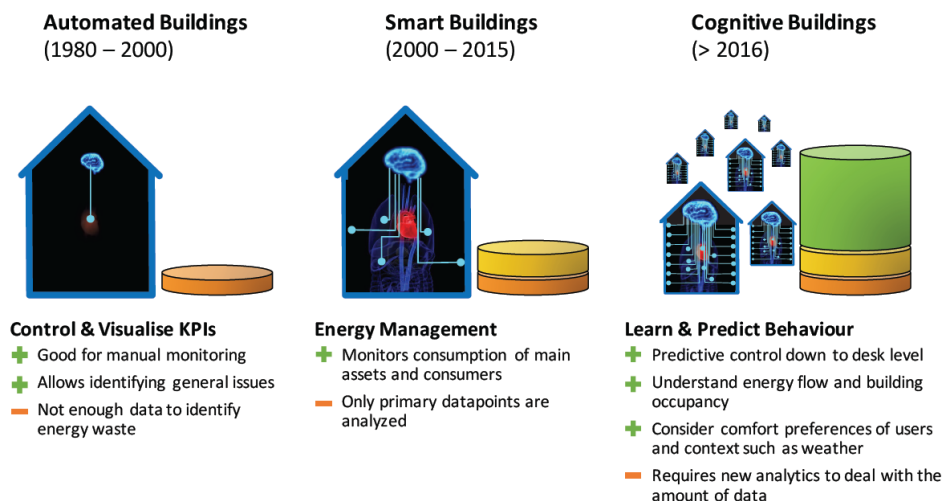 Automated Buildings
(1980 – 2000)
Control & Visualise KPIs
Good for manual monitoring
Allows identifying general issues
Not enough data to identify
energy waste
Smart Buildings
(2000 – 2015)
Energy Management
Monitors consumption of main
assets and consumers
Only primary datapoints are
analyzed
Cognitive Buildings
(> 2016)
Learn & Predict Behaviour
Predictive control down to desk level
Understand energy flow and building
occupancy
Consider comfort preferences of users
and context such as weather
Requires new analytics to deal with the
amount of data